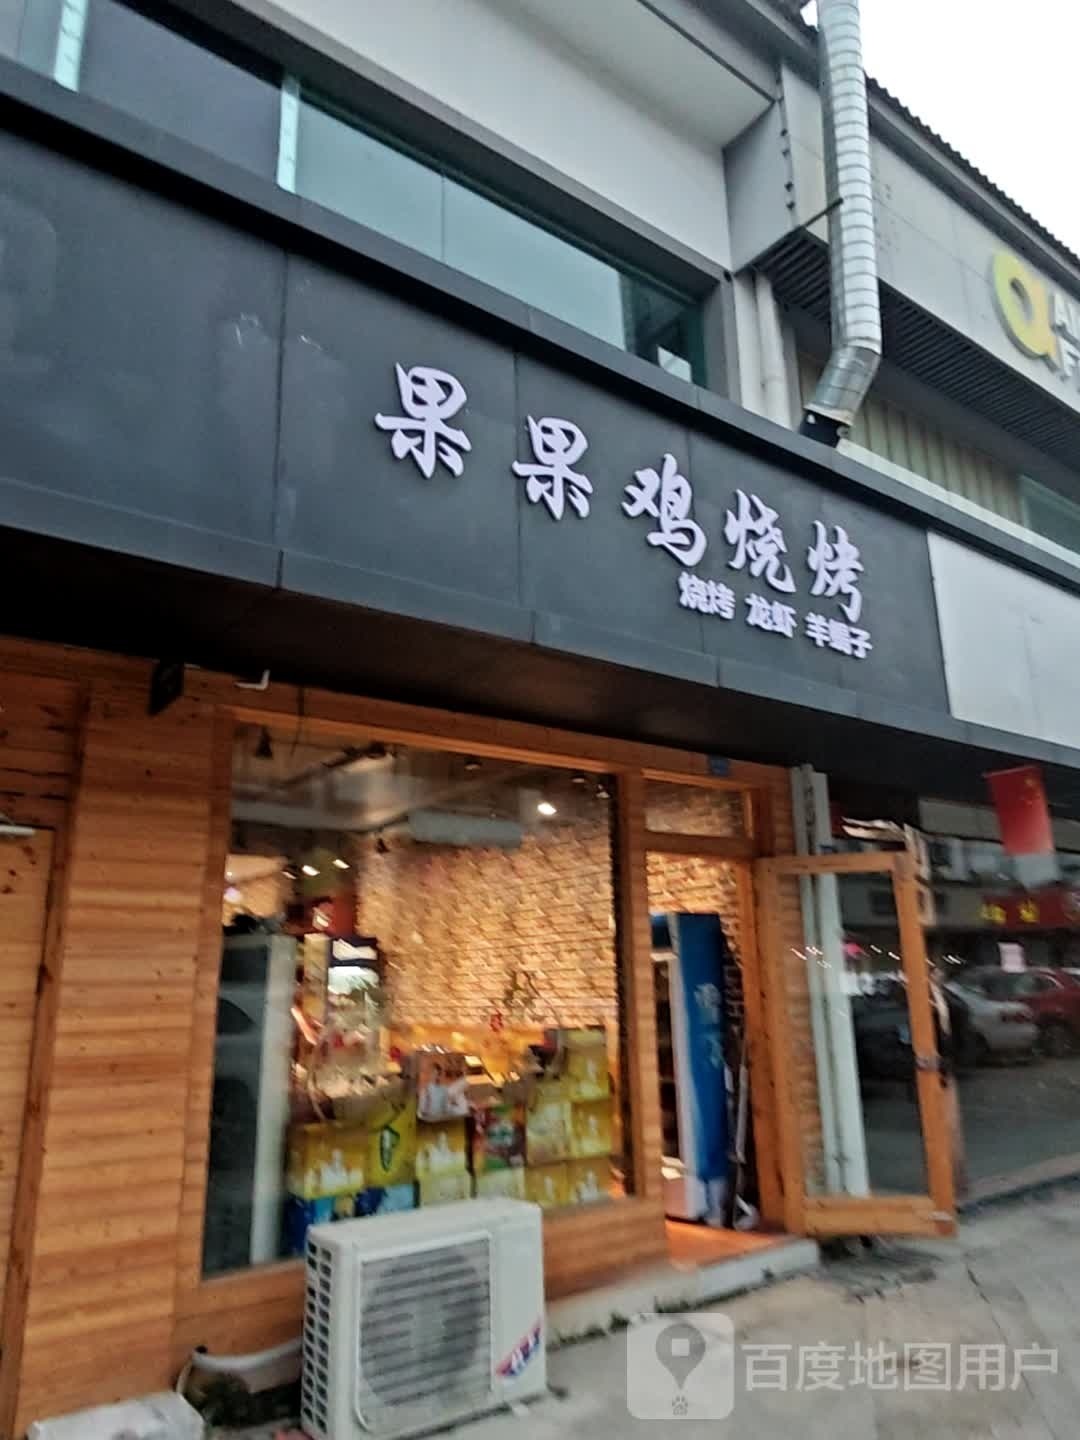 果果鸡烧烤
烧烤 龙虾 羊蝎子
百度地图用户